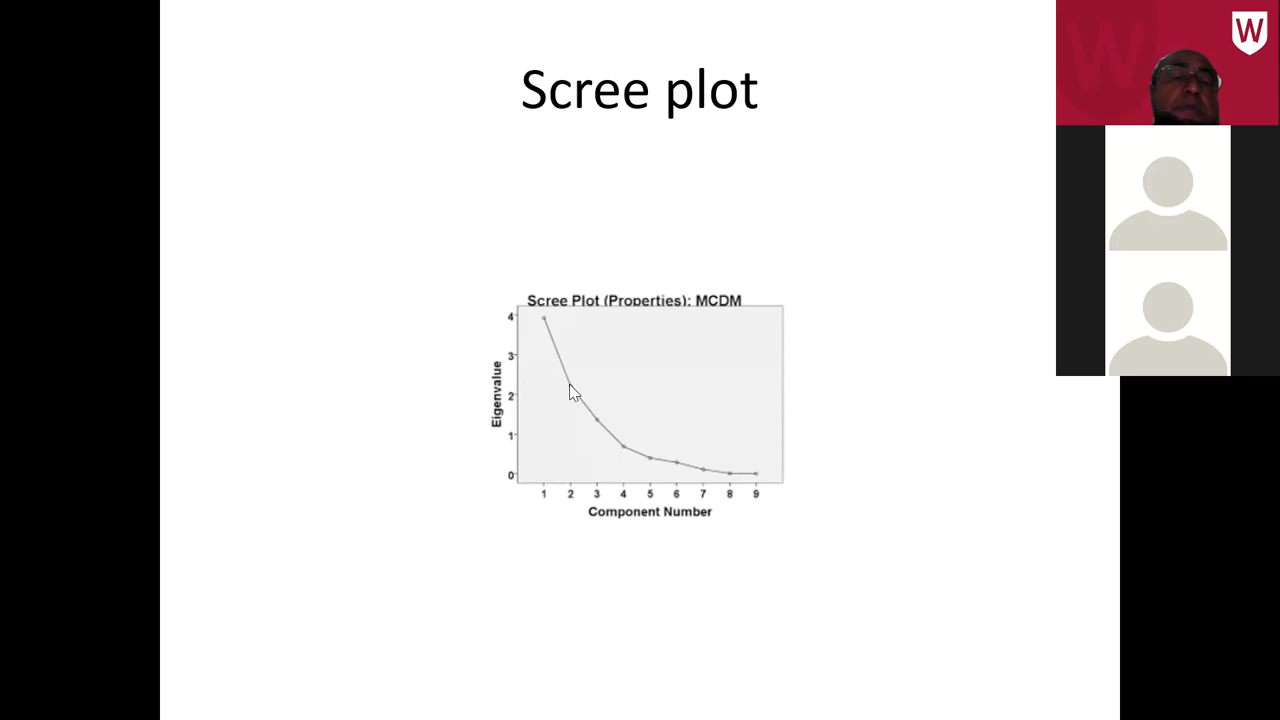 Scree plot
W
W
Scree Plot (Properties): MCDM
Eigenvalue
4
3
2
1
0
1 2 3 4 5 6 7 8 9
Component Number